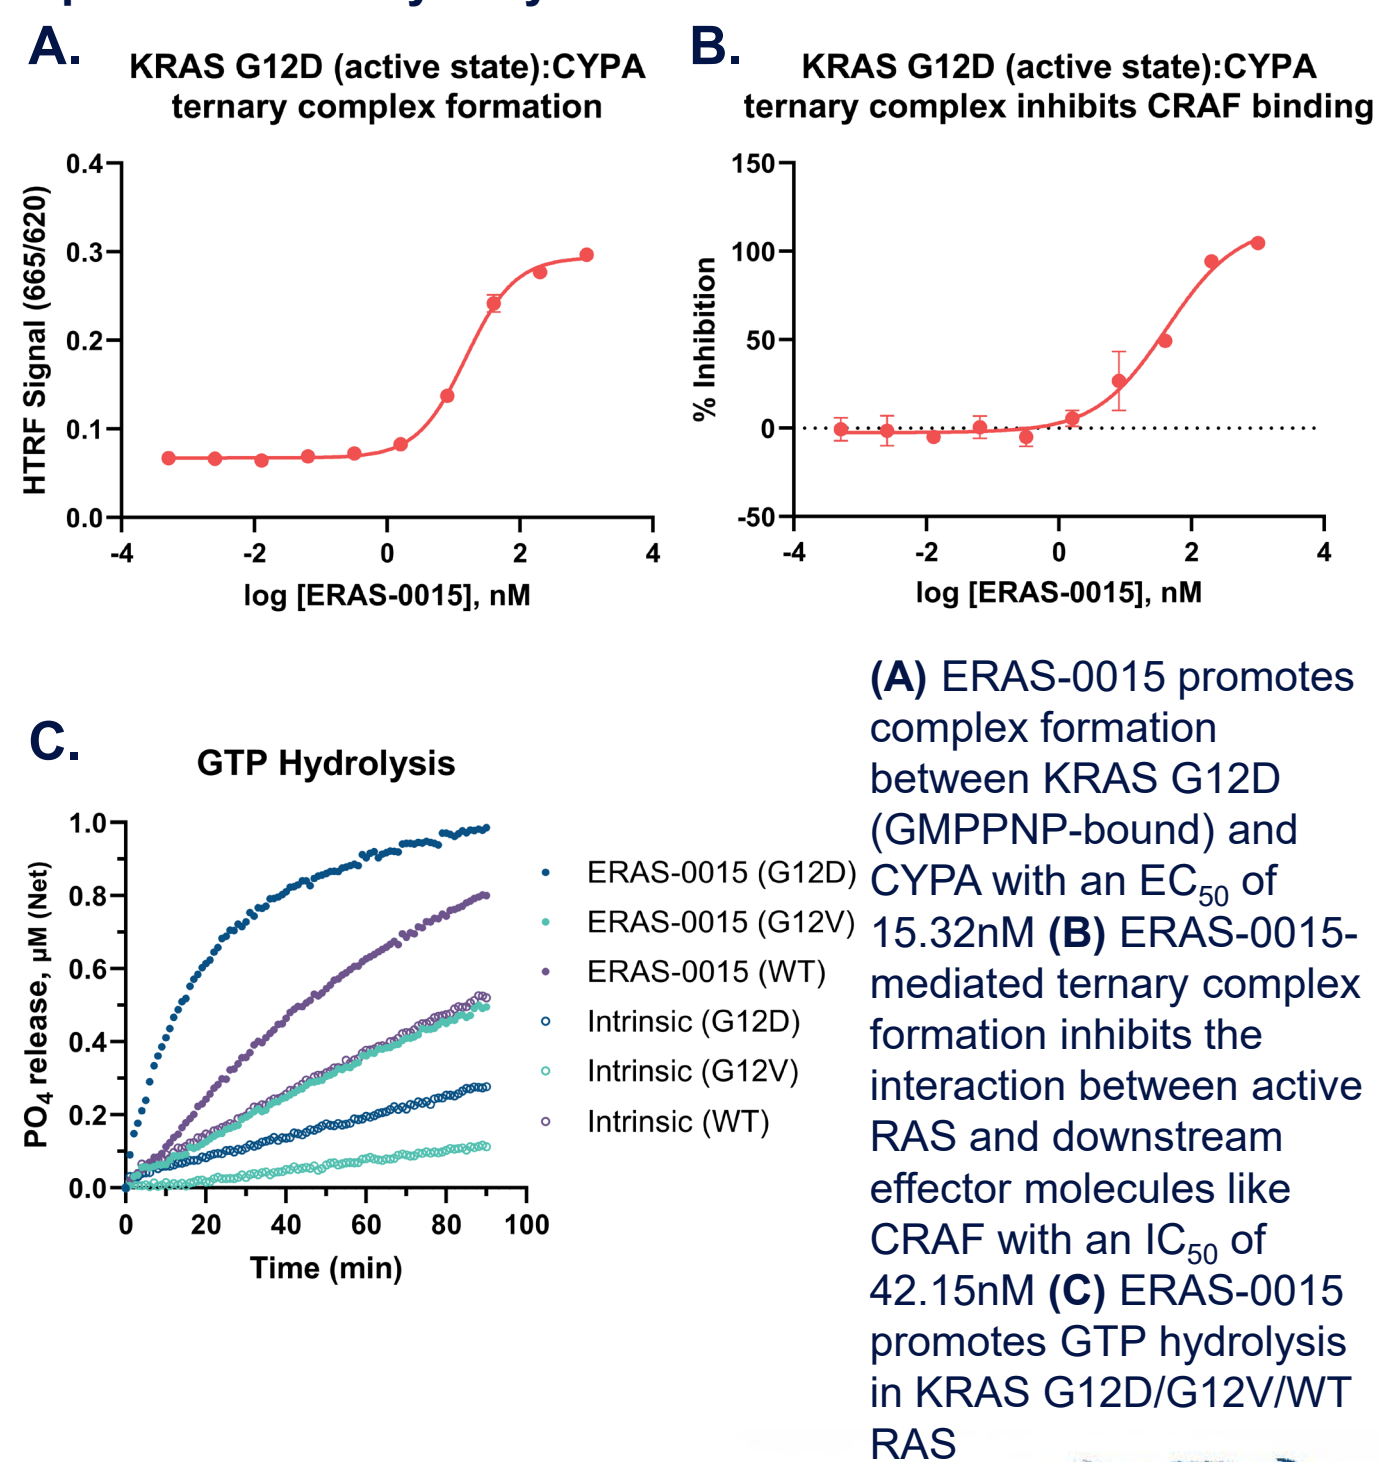 A.
KRAS G12D (active state):CYPA
ternary complex formation
0.4
0.3
0.2
0.1
0.0
HTRF Signal (665/620)
-4
-2
0
2
4
log [ERAS-0015], nM
B.
KRAS G12D (active state):CYPA
ternary complex inhibits CRAF binding
150
100
50
0
-50
% Inhibition
-4
-2
0
2
4
log [ERAS-0015], nM
C.
GTP Hydrolysis
1.0
0.8
0.6
0.4
0.2
0.0
PO4 release, µM (Net)
0
20
40
60
80
100
Time (min)
ERAS-0015 (G12D)
ERAS-0015 (G12V)
ERAS-0015 (WT)
Intrinsic (G12D)
Intrinsic (G12V)
Intrinsic (WT)
(A) ERAS-0015 promotes
complex formation
between KRAS G12D
(GMPPNP-bound) and
CYPA with an EC50 of
15.32nM (B) ERAS-0015-
mediated ternary complex
formation inhibits the
interaction between active
RAS and downstream
effector molecules like
CRAF with an IC50 of
42.15nM (C) ERAS-0015
promotes GTP hydrolysis
in KRAS G12D/G12V/WT
RAS